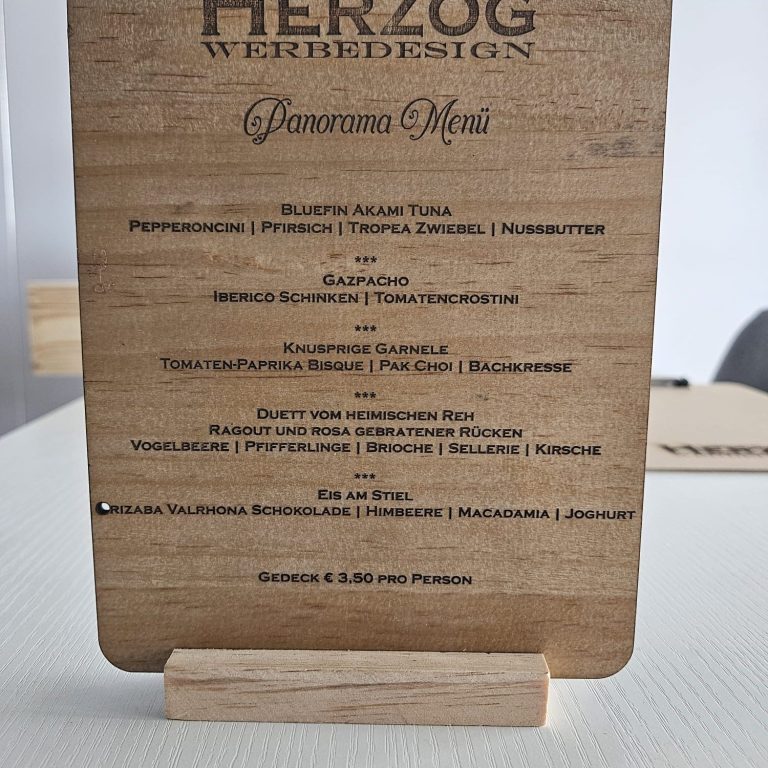 HERZOG
WERBEDESIGN
Panorama Menü
BLUEFIN AKAMI TUNA
PEPPERONCINI | PFIRSICH | TROPEA ZWIEBEL | NUSSBUTTER
***
GAZPACHO
IBERICO SCHINKEN | TOMATENCROSTINI
***
KNUSPRIGE GARNELE
TOMATEN-PAPRIKA BISQUE | PAK CHOI | BACHKRESSE
***
DUETT VOM HEIMISCHEN REH
RAGOUT UND ROSA GEBRATENER RÜCKEN
VOGELBEERE | PFIFFERLINGE | BRIOCHE | SELLERIE | KIRSCHE
***
EIS AM STIEL
ORIZABA VALRHONA SCHOKOLADE | HIMBEERE | MACADAMIA | JOGHURT
GEDECK € 3,50 PRO PERSON